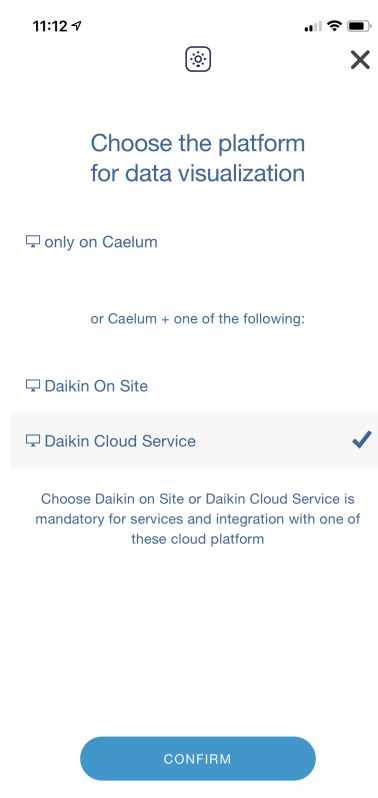 11:12
Choose the platform
for data visualization
only on Caelum
or Caelum + one of the following:
Daikin On Site
Daikin Cloud Service
Choose Daikin on Site or Daikin Cloud Service is
mandatory for services and integration with one of
these cloud platform
CONFIRM